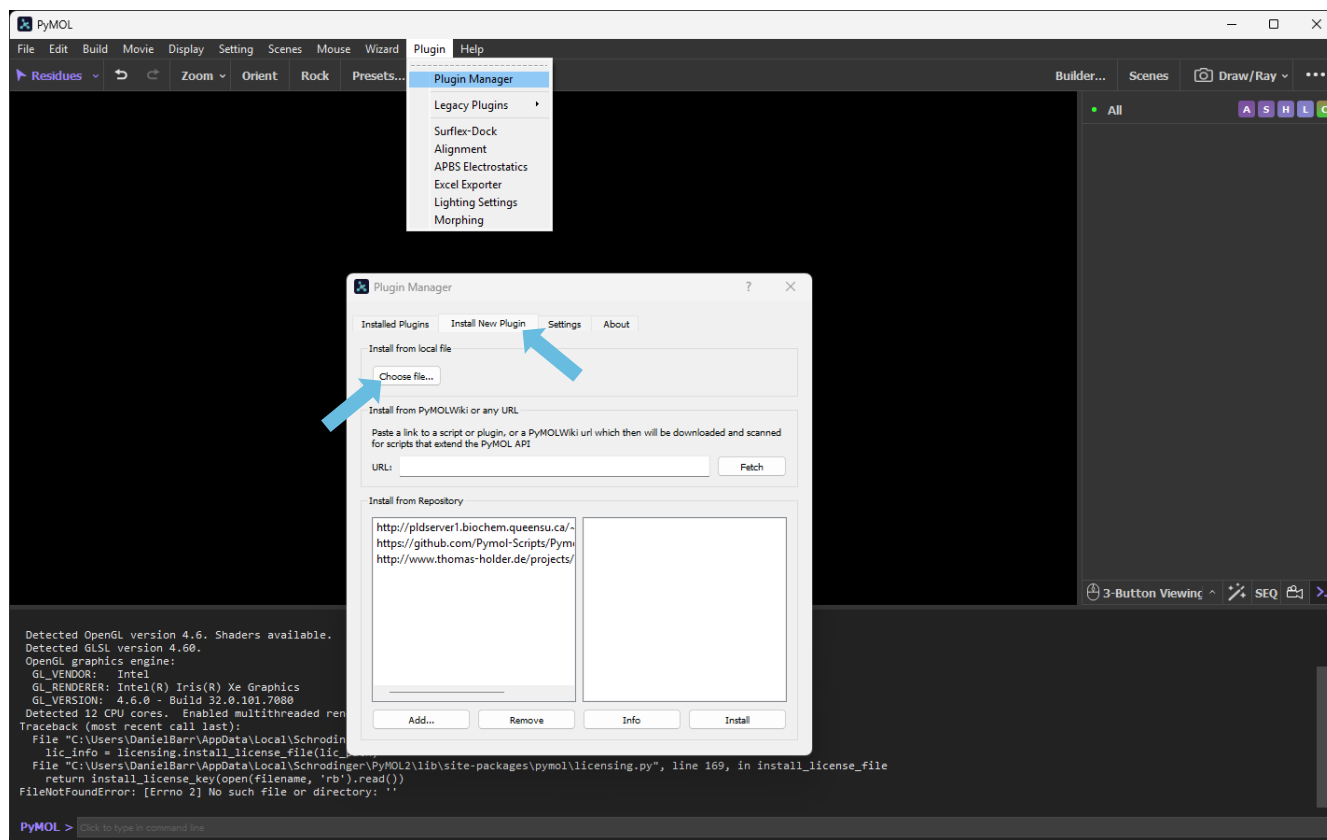 PyMOL
File Edit Build Movie Display Setting Scenes Mouse Wizard Plugin Help
Residues Zoom Orient Rock Presets... Builder... Scenes Draw/Ray
Plugin Manager
Legacy Plugins
Surflex-Dock
Alignment
APBS Electrostatics
Excel Exporter
Lighting Settings
Morphing
All A S H L C
Plugin Manager ?
Installed Plugins Install New Plugin Settings About
Install from local file
Choose file...
Install from PyMOLWiki or any URL
Paste a link to a script or plugin, or a PyMOLWiki url which then will be downloaded and scanned
for scripts that extend the PyMOL API
URL: Fetch
Install from Repository
http://pldserver1.biochem.queensu.ca/~
https://github.com/Pymol-Scripts/Pym
http://www.thomas-holder.de/projects/
Add... Remove Info Install
3-Button Viewing SEQ
Detected OpenGL version 4.6. Shaders available.
Detected GLSL version 4.60.
OpenGL graphics engine:
GL_VENDOR: Intel
GL_RENDERER: Intel(R) Iris(R) Xe Graphics
GL_VERSION: 4.6.0 - Build 32.0.101.7080
Detected 12 CPU cores. Enabled multithreaded ren
Traceback (most recent call last):
File "C:\Users\DanielBarr\AppData\Local\Schrodin
lic_info = licensing.install_license_file(lic_
File "C:\Users\DanielBarr\AppData\Local\Schrodinger\PyMOL2\lib\site-packages\pymol\licensing.py", line 169, in install_license_file
return install_license_key(open(filename, 'rb').read())
FileNotFoundError: [Errno 2] No such file or directory: ''
PyMOL > Click to type in command line